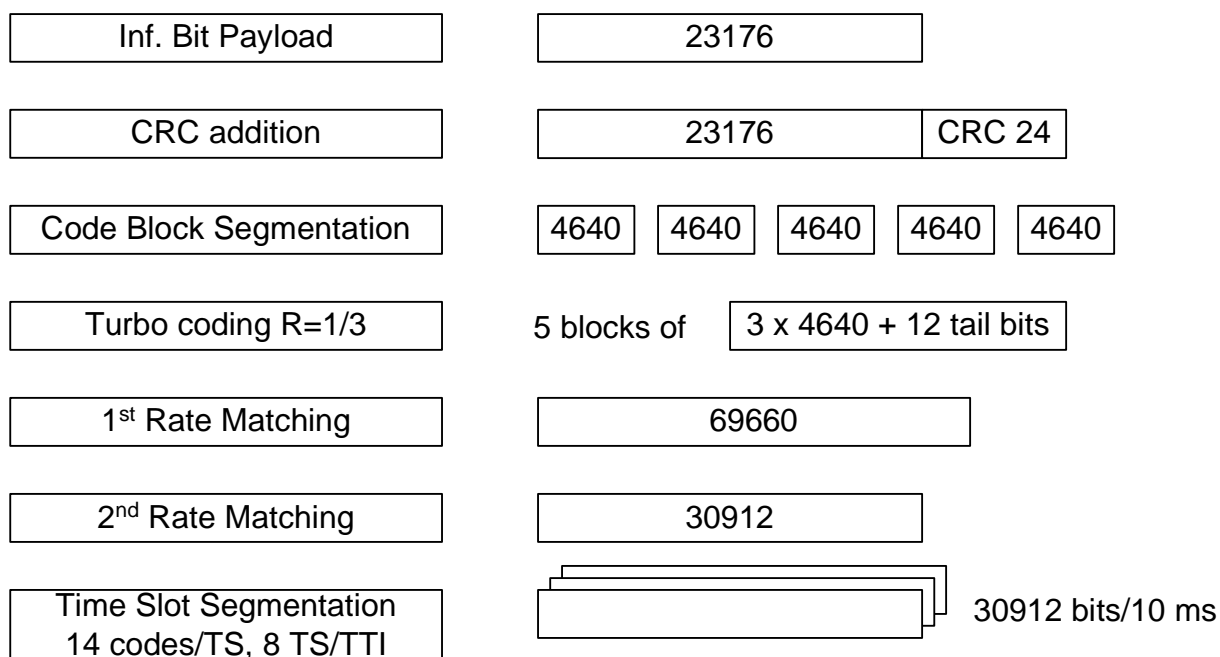 Inf. Bit Payload 23176
CRC addition 23176 CRC 24
Code Block Segmentation 4640 4640 4640 4640 4640
Turbo coding R=1/3 5 blocks of 3 x 4640 + 12 tail bits
1st Rate Matching 69660
2nd Rate Matching 30912
Time Slot Segmentation
14 codes/TS, 8 TS/TTI
30912 bits/10 ms